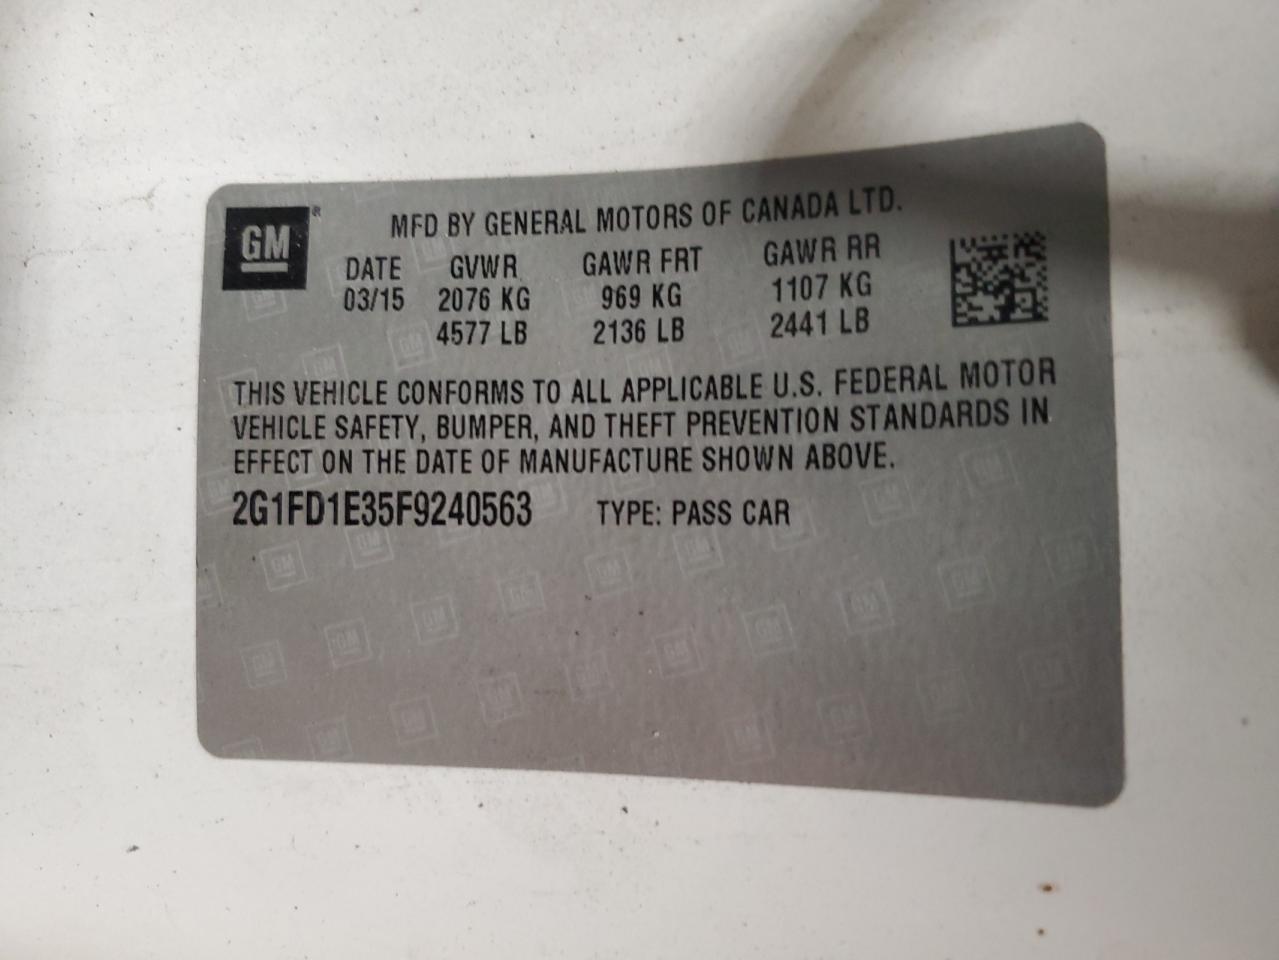 GM®
MFD BY GENERAL MOTORS OF CANADA LTD.
DATE GVWR GAWR FRT GAWR RR
03/15 2076 KG 969 KG 1107 KG
4577 LB 2136 LB 2441 LB
THIS VEHICLE CONFORMS TO ALL APPLICABLE U.S. FEDERAL MOTOR
VEHICLE SAFETY, BUMPER, AND THEFT PREVENTION STANDARDS IN
EFFECT ON THE DATE OF MANUFACTURE SHOWN ABOVE.
2G1FD1E35F9240563 TYPE: PASS CAR